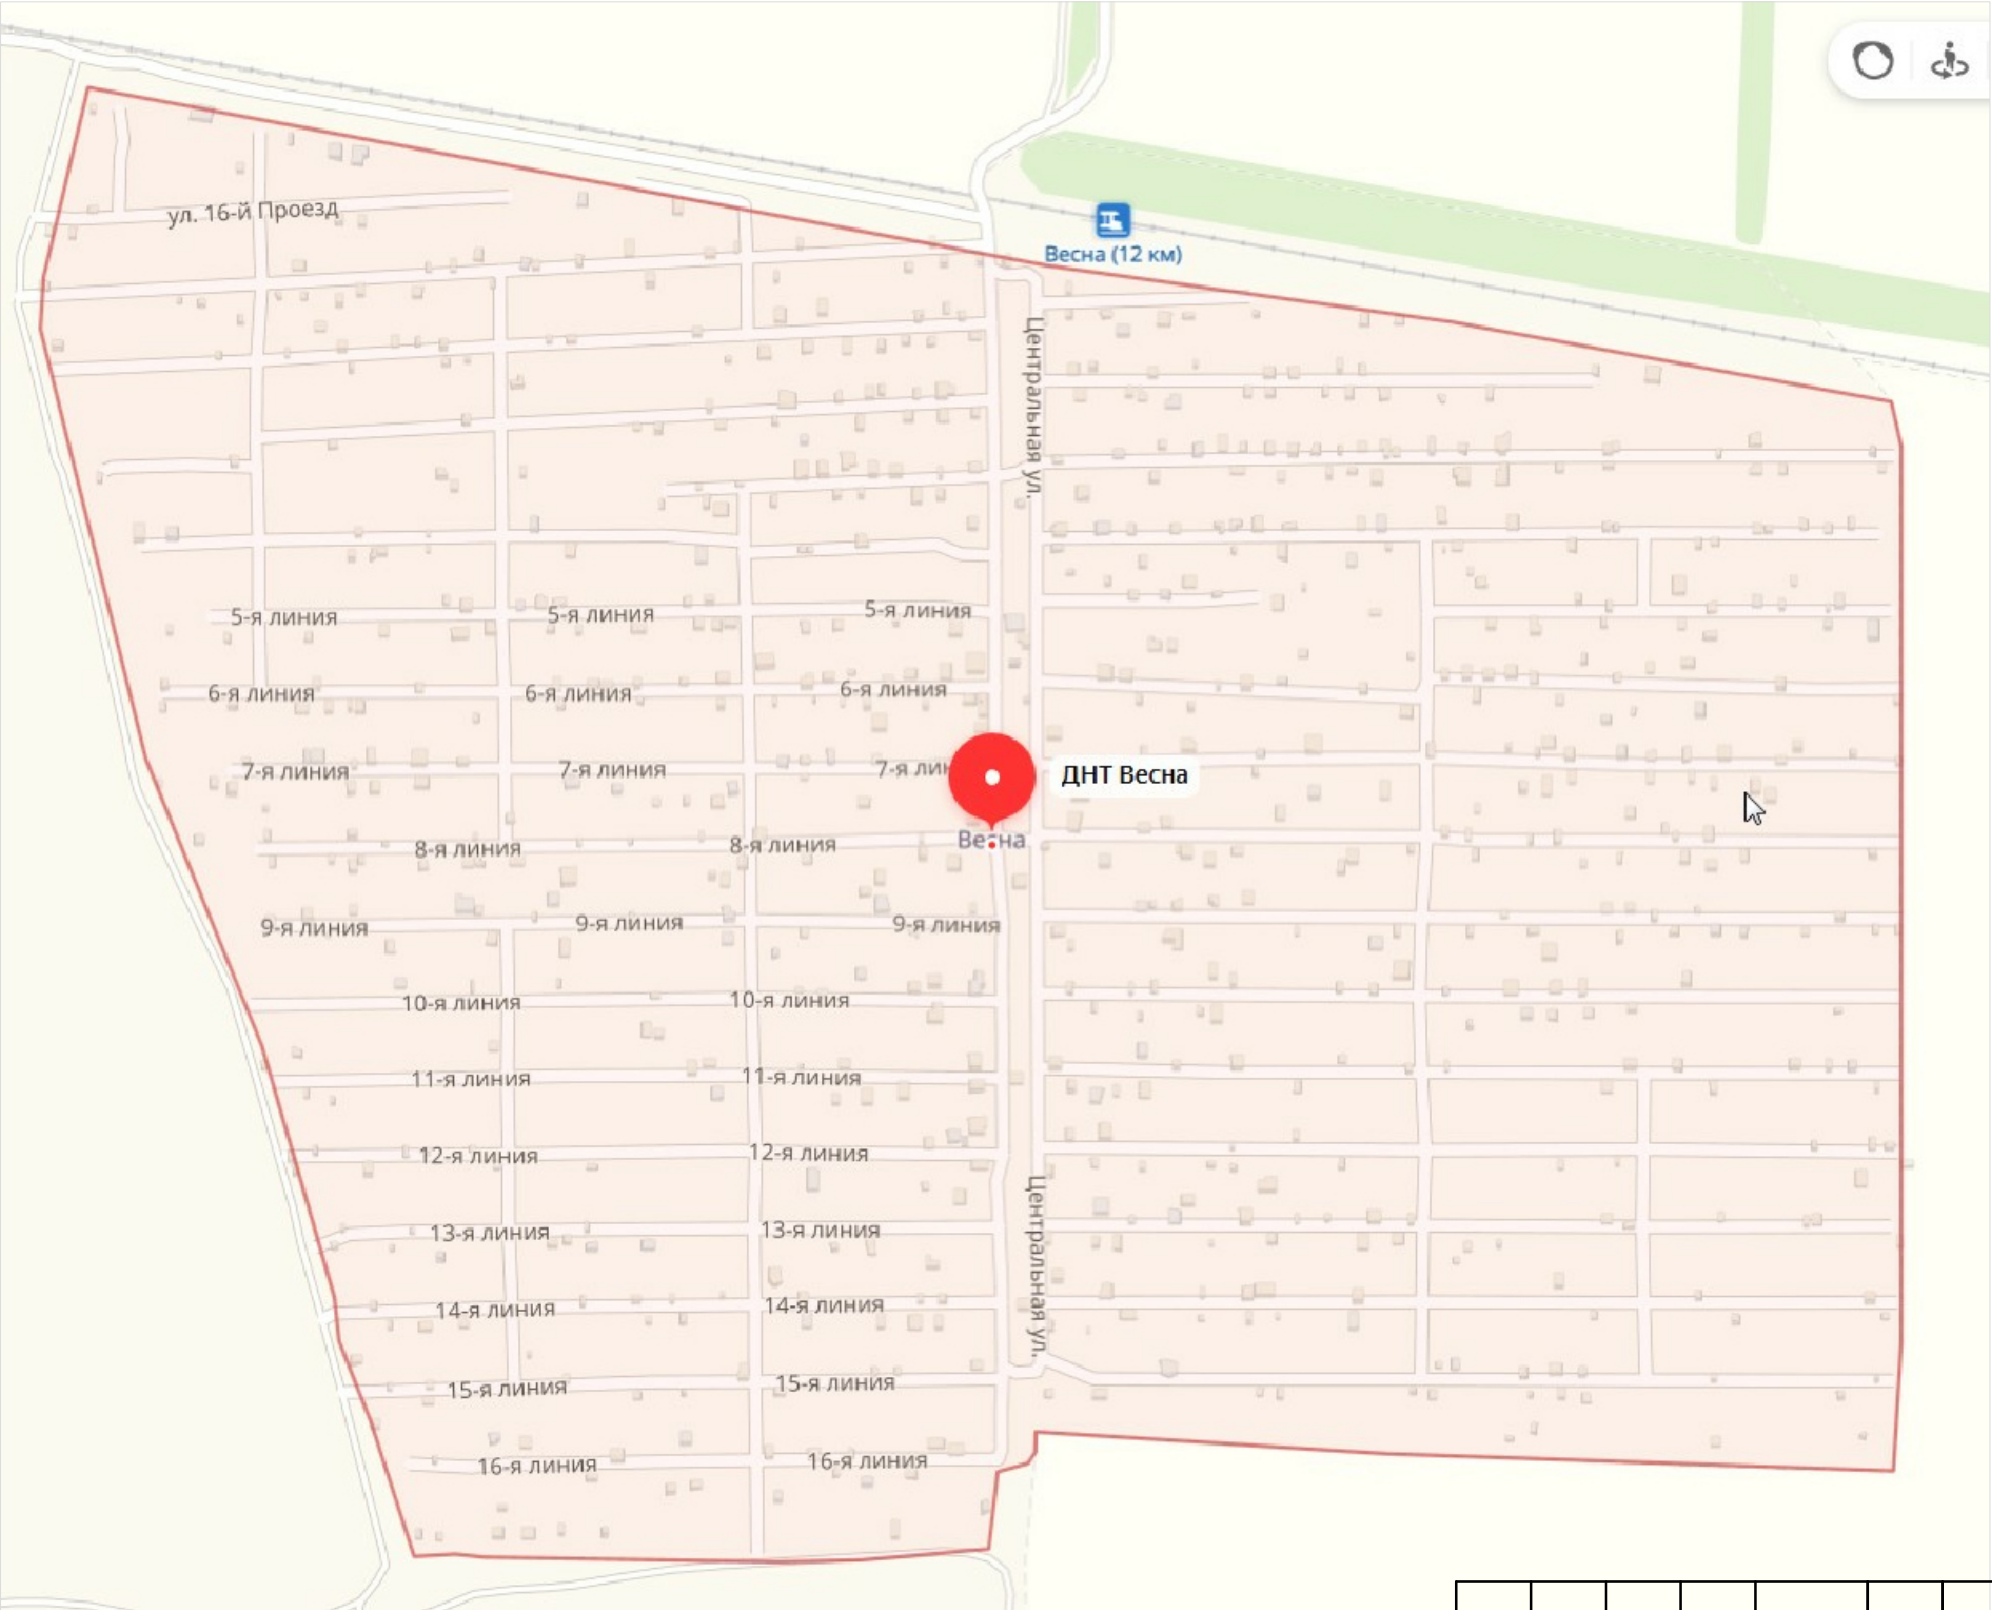 ул. 16-й Проезд
Весна (12 км)
Центральная ул.
5-я линия
5-я линия
5-я линия
6-я линия
6-я линия
6-я линия
7-я линия
7-я линия
7-я лин
ДНТ Весна
Весна
8-я линия
8-я линия
9-я линия
9-я линия
9-я линия
10-я линия
10-я линия
11-я линия
11-я линия
12-я линия
12-я линия
Центральная ул.
13-я линия
13-я линия
14-я линия
14-я линия
15-я линия
15-я линия
16-я линия
16-я линия